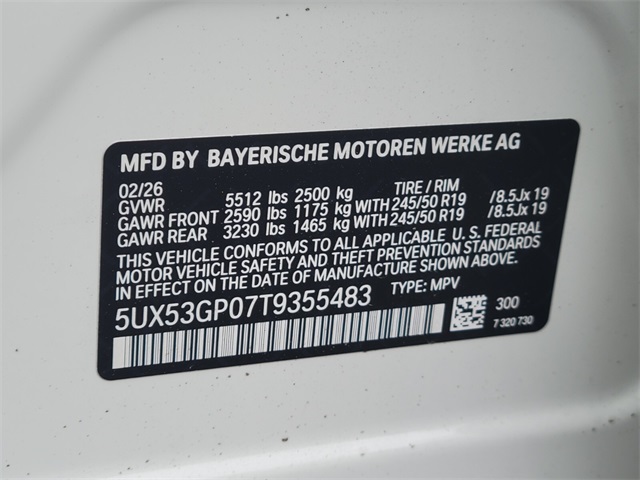 MFD BY BAYERISCHE MOTOREN WERKE AG
02/26
GVWR 5512 lbs 2500 kg TIRE / RIM
GAWR FRONT 2590 lbs 1175 kg WITH 245/50 R19 /8.5Jx 19
GAWR REAR 3230 lbs 1465 kg WITH 245/50 R19 /8.5Jx 19
THIS VEHICLE CONFORMS TO ALL APPLICABLE U. S. FEDERAL
MOTOR VEHICLE SAFETY AND THEFT PREVENTION STANDARDS
IN EFFECT ON THE DATE OF MANUFACTURE SHOWN ABOVE.
5UX53GP07T9355483 TYPE: MPV
300
7 320 730